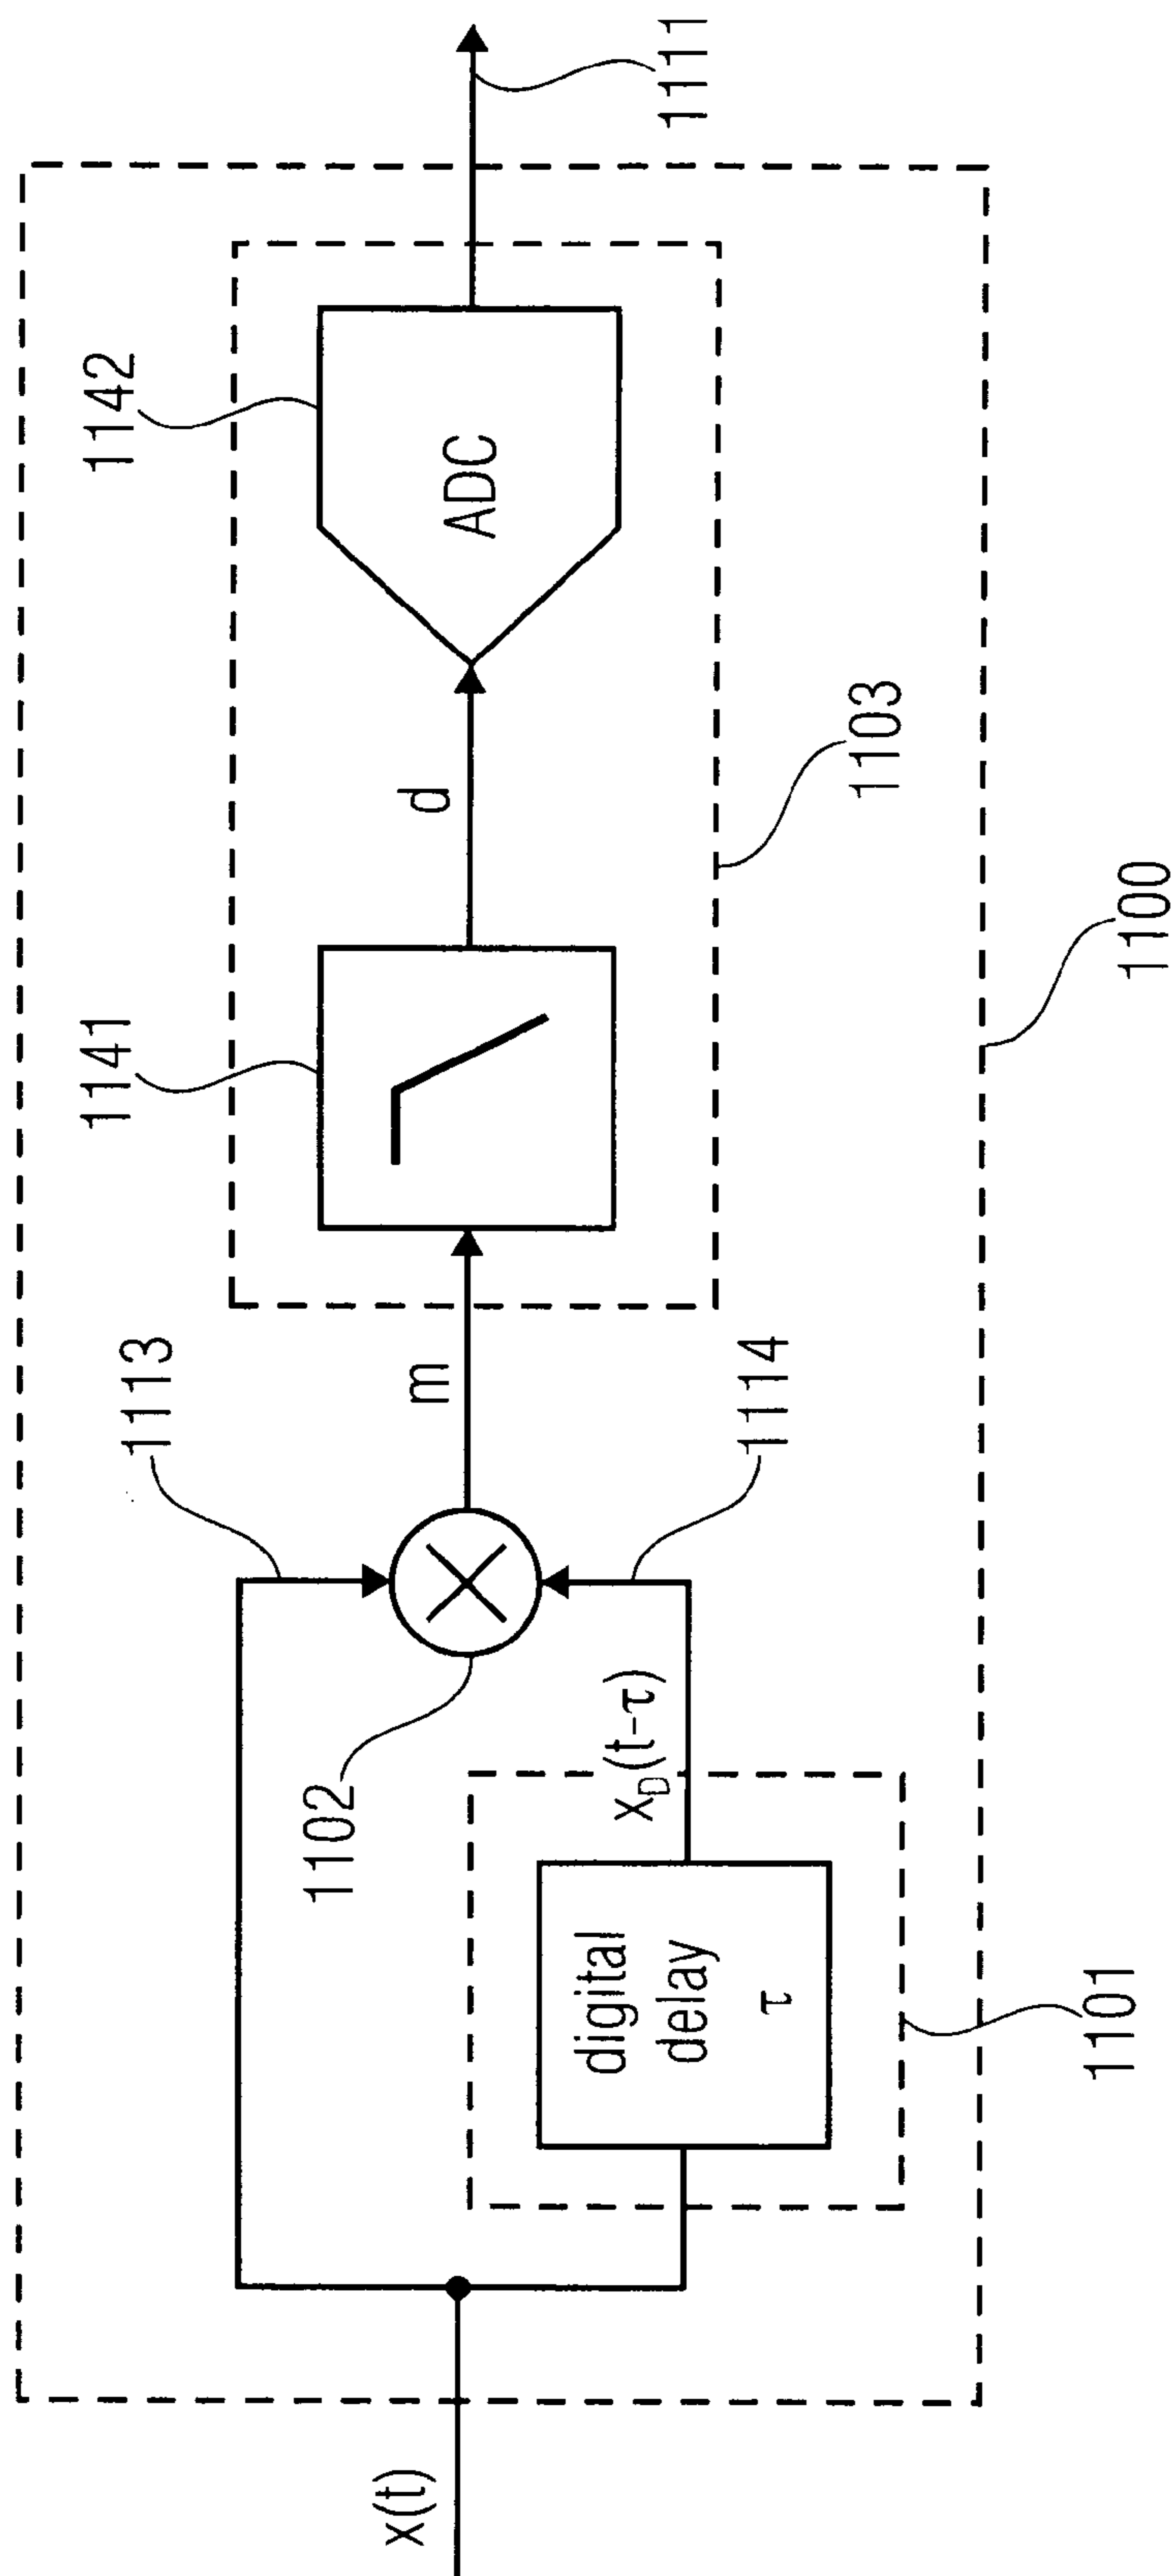 x(t)
digital
delay
τ
1101
x_D(t-τ)
1102
1113
1114
m
1141
d
1103
ADC
1142
1100
1111